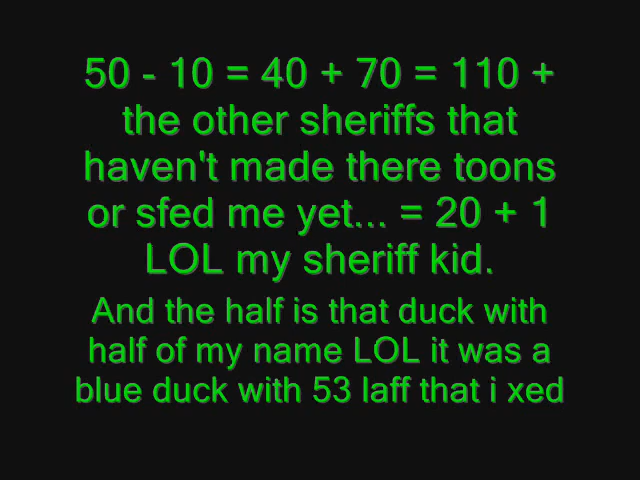 50 - 10 = 40 + 70 = 110 +
the other sheriffs that
haven't made there toons
or sfed me yet... = 20 + 1
LOL my sheriff kid.
And the half is that duck with
half of my name LOL it was a
blue duck with 53 laff that i xed